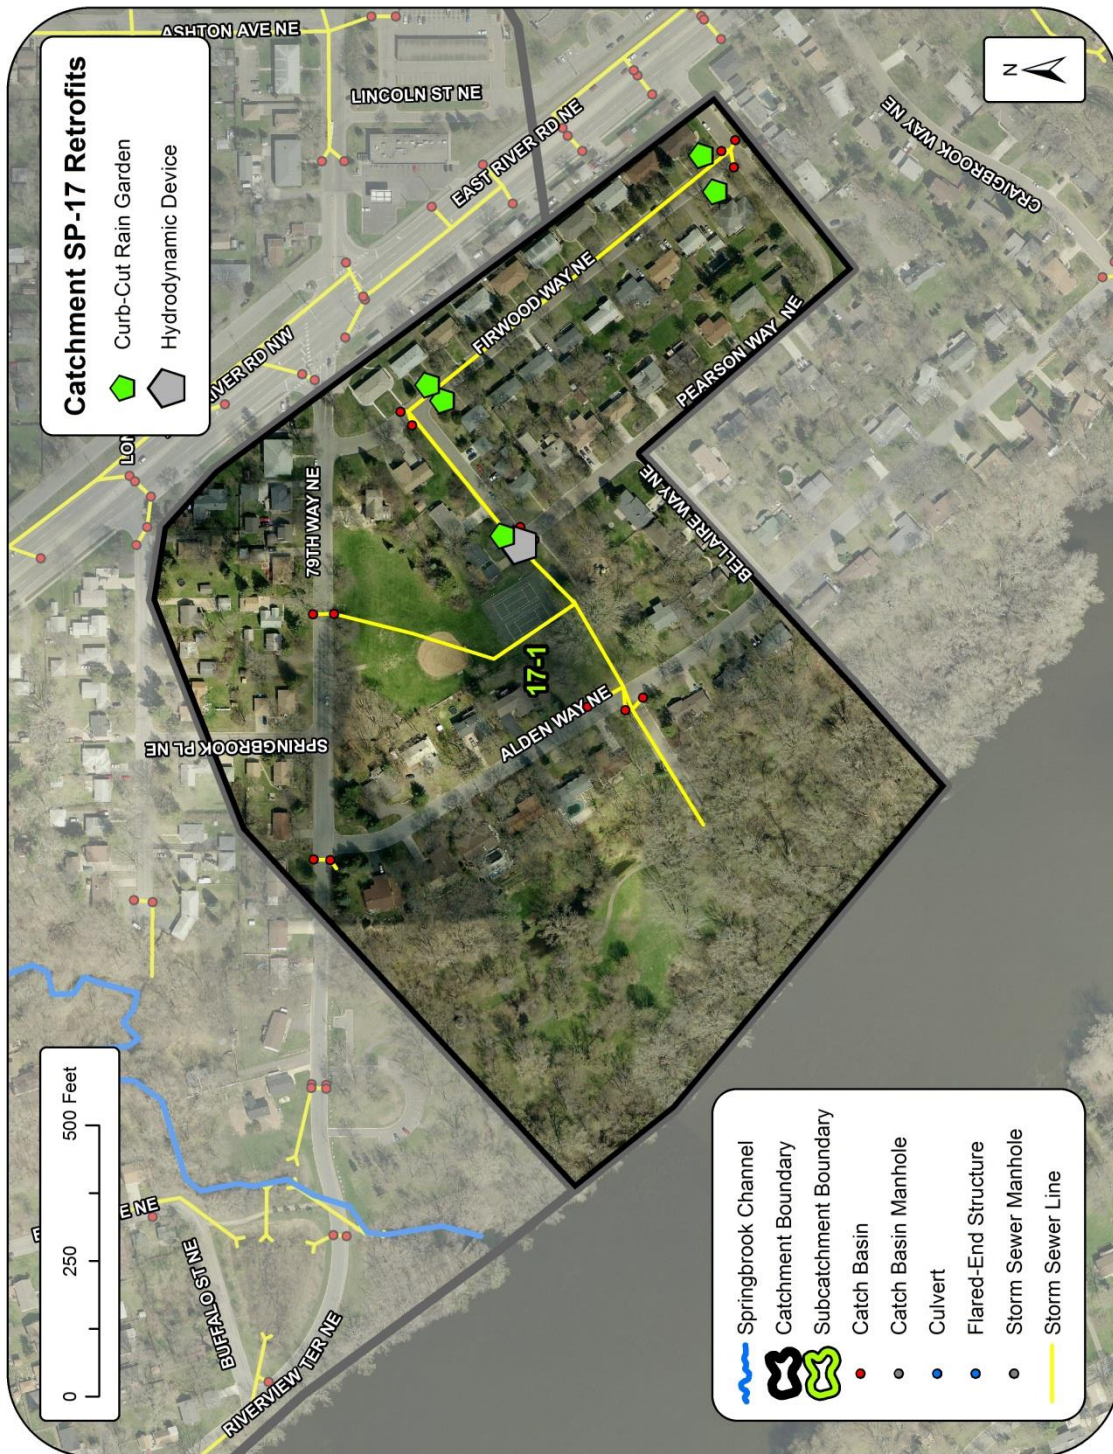 Catchment SP-17 Retrofits
Curb-Cut Rain Garden
Hydrodynamic Device
N
ASHTON AVE NE
LINCOLN ST NE
EAST RIVER RD NE
RIVER RD NW
CRAIGBROOK WAY NE
FIRWOOD WAY NE
PEARSON WAY NE
79TH WAY NE
BELLAIRE WAY NE
17-1
ALDEN WAY NE
SPRINGBROOK PL NE
BUFFALO ST NE
RIVERVIEW TER NE
0 250 500 Feet
Springbrook Channel
Catchment Boundary
Subcatchment Boundary
Catch Basin
Catch Basin Manhole
Culvert
Flared-End Structure
Storm Sewer Manhole
Storm Sewer Line